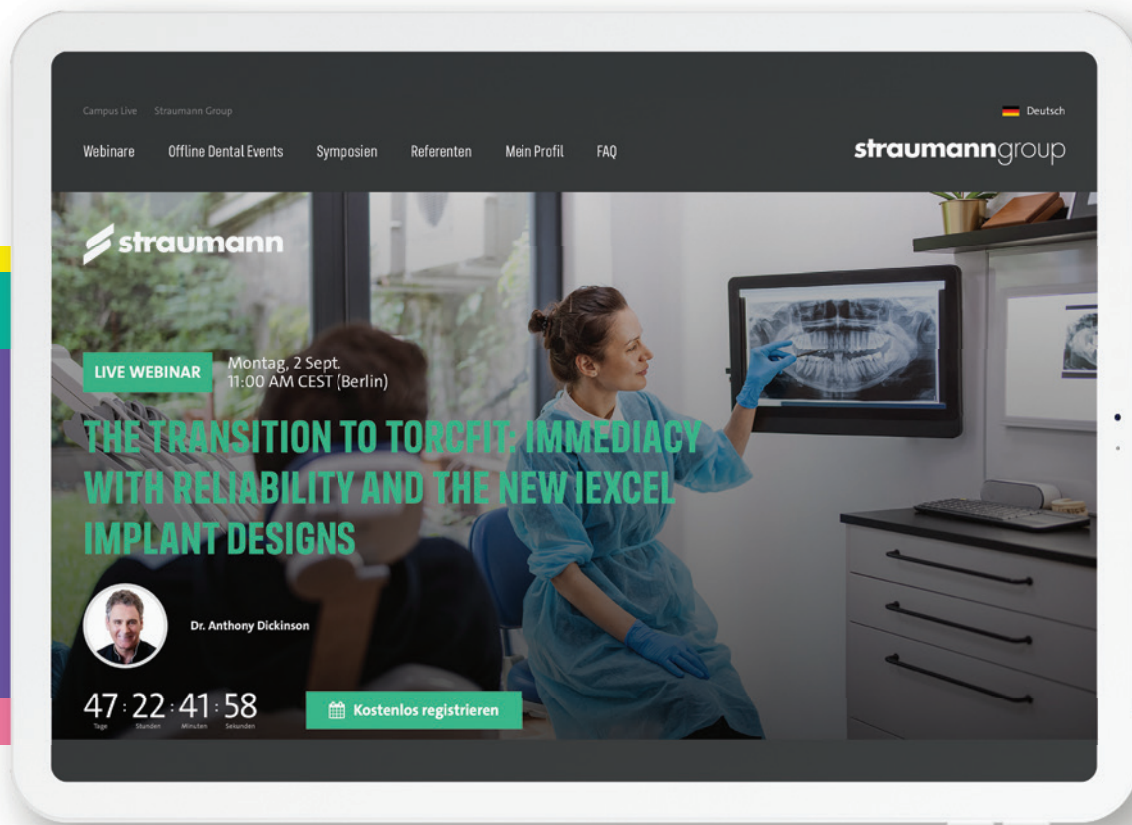 Campus Live Straumann Group
Deutsch
Webinare Offline Dental Events Symposien Referenten Mein Profil FAQ
straumanngroup
straumann
LIVE WEBINAR
Montag, 2 Sept.
11:00 AM CEST (Berlin)
THE TRANSITION TO TORCFIT: IMMEDIACY
WITH RELIABILITY AND THE NEW IEXCEL
IMPLANT DESIGNS
Dr. Anthony Dickinson
47 : 22 : 41 : 58
Tage Stunden Minuten Sekunden
Kostenlos registrieren